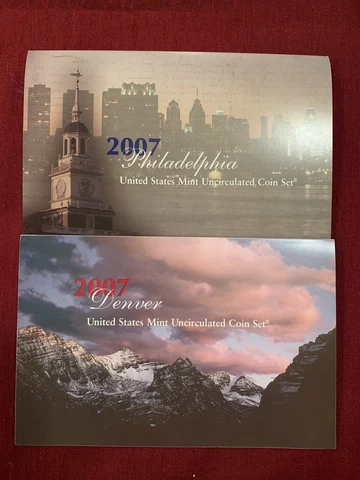 2007
Philadelphia
United States Mint Uncirculated Coin Set®
2007
Denver
United States Mint Uncirculated Coin Set®